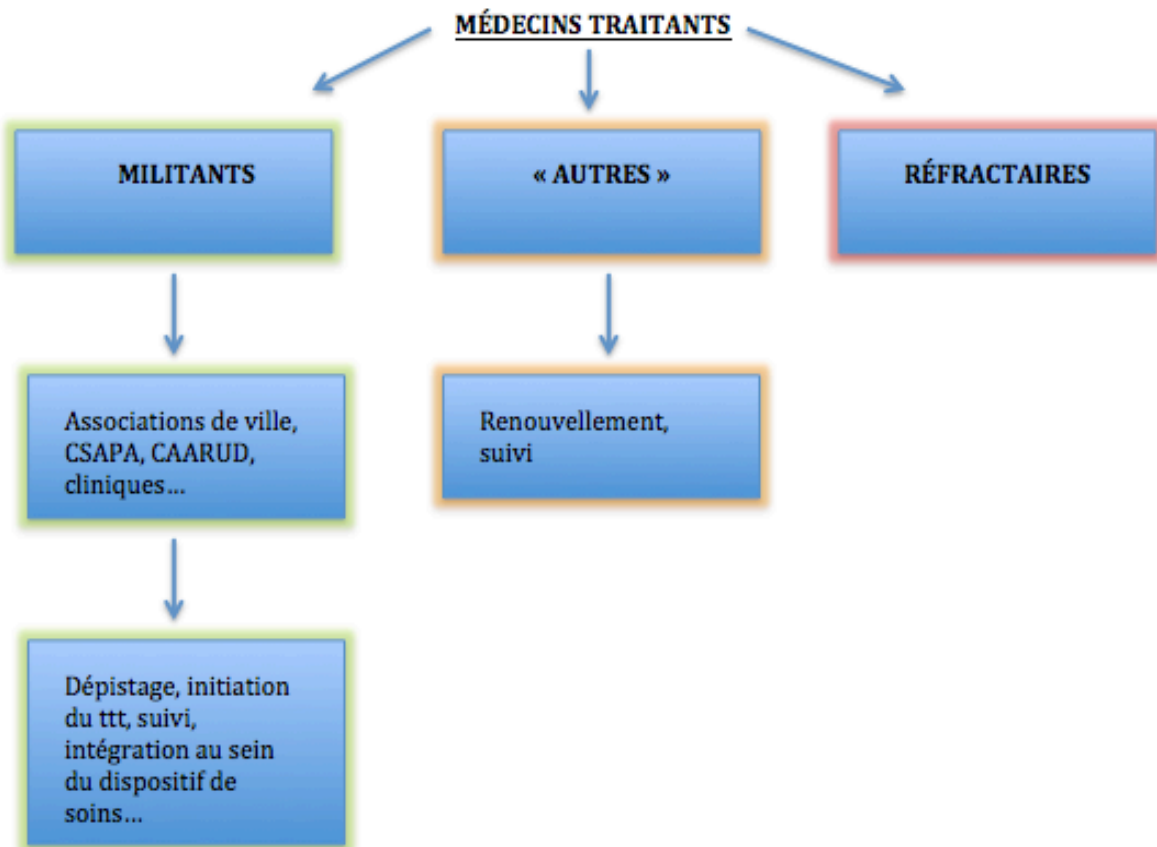 MÉDECINS TRAITANTS
MILITANTS
« AUTRES »
RÉFRACTAIRES
Associations de ville,
CSAPA, CAARUD,
cliniques…
Renouvellement,
suivi
Dépistage, initiation
du ttt, suivi,
intégration au sein
du dispositif de
soins…